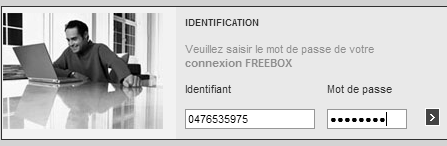 IDENTIFICATION
Veuillez saisir le mot de passe de votre
connexion FREEBOX
Identifiant Mot de passe
0476535975 ••••••••